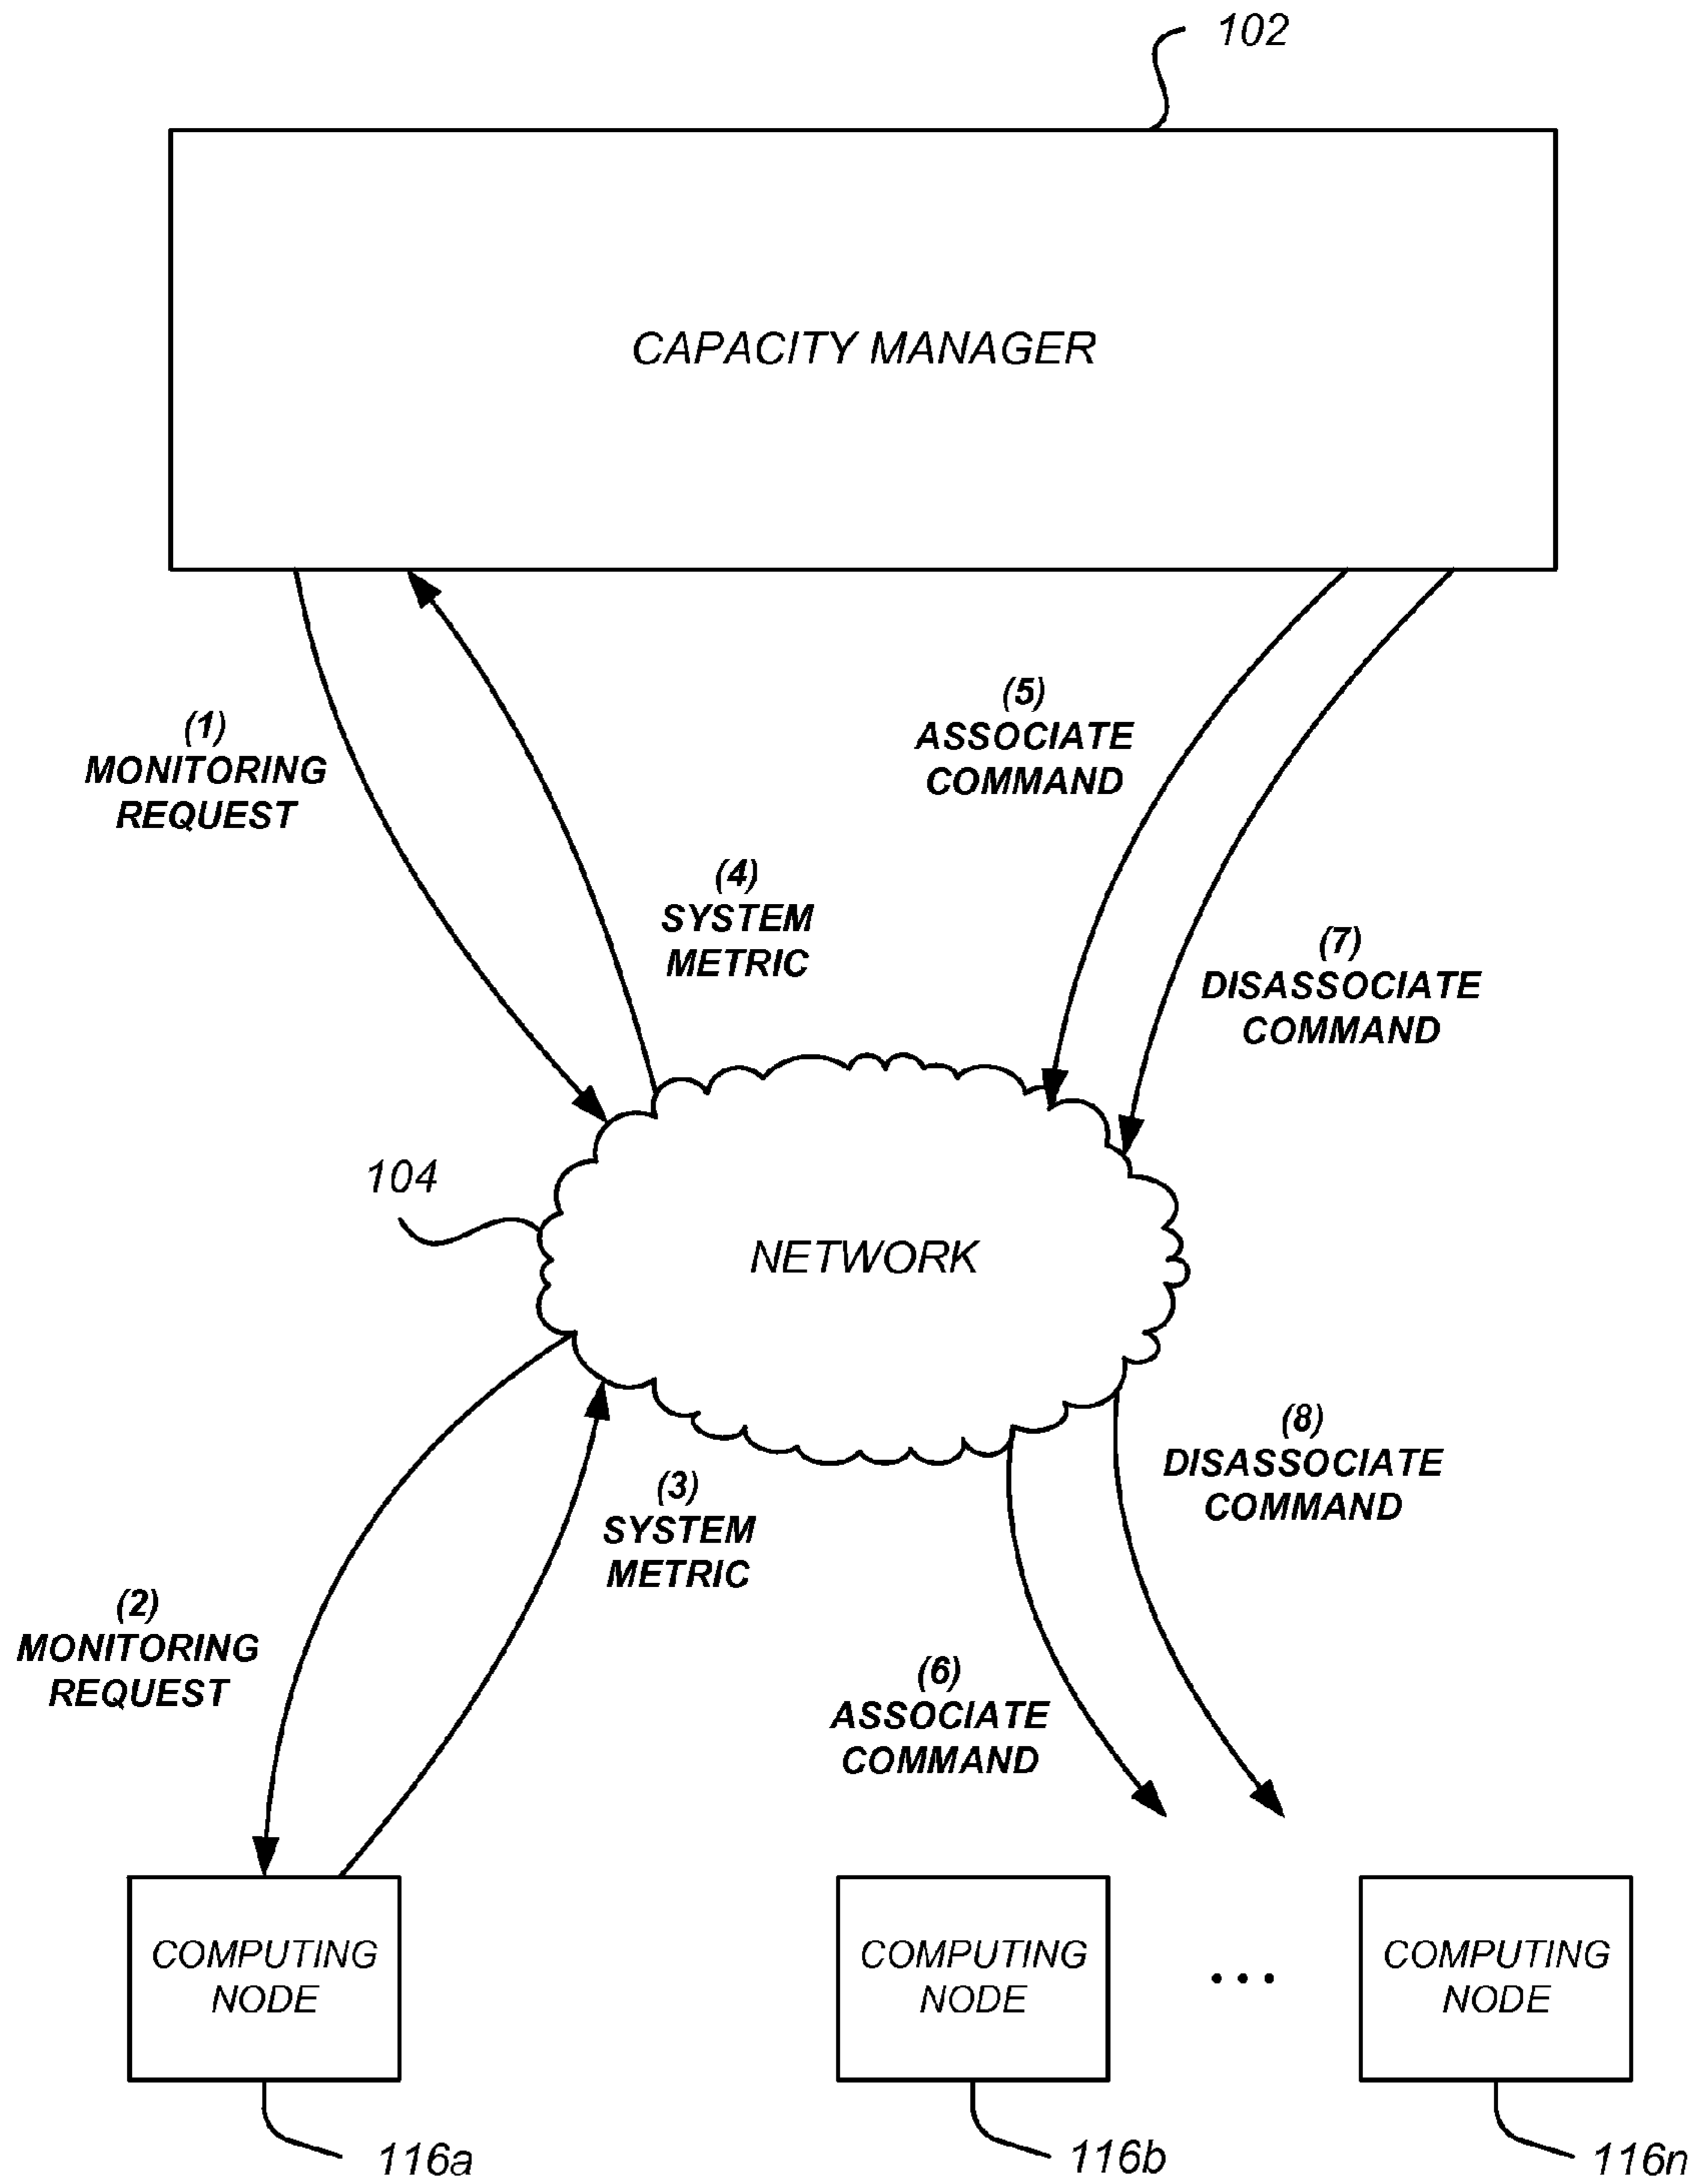 102
CAPACITY MANAGER
(1)
MONITORING
REQUEST
(4)
SYSTEM
METRIC
(5)
ASSOCIATE
COMMAND
(7)
DISASSOCIATE
COMMAND
104
NETWORK
(2)
MONITORING
REQUEST
(3)
SYSTEM
METRIC
(6)
ASSOCIATE
COMMAND
(8)
DISASSOCIATE
COMMAND
COMPUTING
NODE
COMPUTING
NODE
...
COMPUTING
NODE
116a
116b
116n